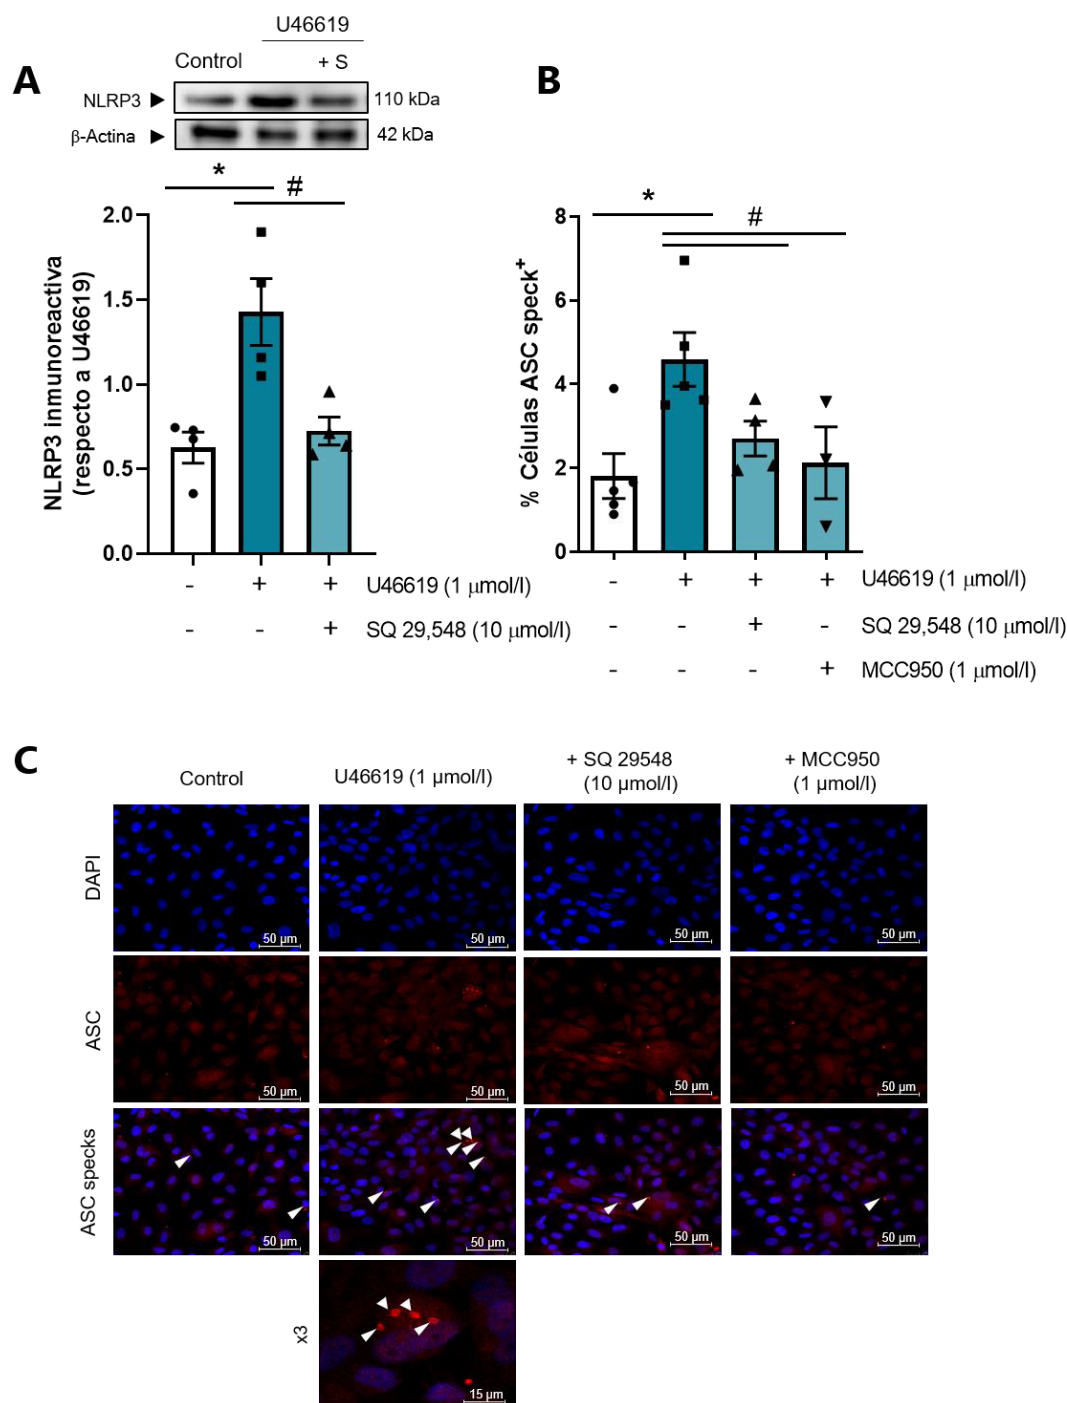 U46619
Control
+ S
A
NLRP3
110 kDa
β-Actina
42 kDa
*
#
2.0
1.5
1.0
0.5
0.0
NLRP3 inmunoreactiva
(respecto a U46619)
- + + U46619 (1 μmol/l)
- - + SQ 29,548 (10 μmol/l)
B
*
#
8
6
4
2
0
% Células ASC speck+
- + + + U46619 (1 μmol/l)
- - + - SQ 29,548 (10 μmol/l)
- - - + MCC950 (1 μmol/l)
C
Control
U46619 (1 μmol/l)
+ SQ 29548
(10 μmol/l)
+ MCC950
(1 μmol/l)
DAPI
50 μm
50 μm
50 μm
50 μm
ASC
50 μm
50 μm
50 μm
50 μm
ASC specks
50 μm
50 μm
50 μm
50 μm
x3
15 μm